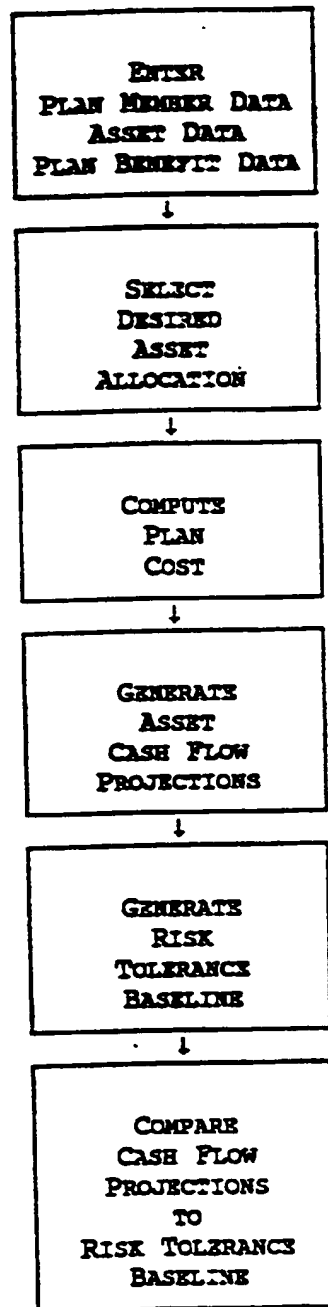 ENTER
PLAN MEMBER DATA
ASSET DATA
PLAN BENEFIT DATA
↓
SELECT
DESIRED
ASSET
ALLOCATION
↓
COMPUTE
PLAN
COST
↓
GENERATE
ASSET
CASH FLOW
PROJECTIONS
↓
GENERATE
RISK
TOLERANCE
BASELINE
↓
COMPARE
CASH FLOW
PROJECTIONS
TO
RISK TOLERANCE
BASELINE